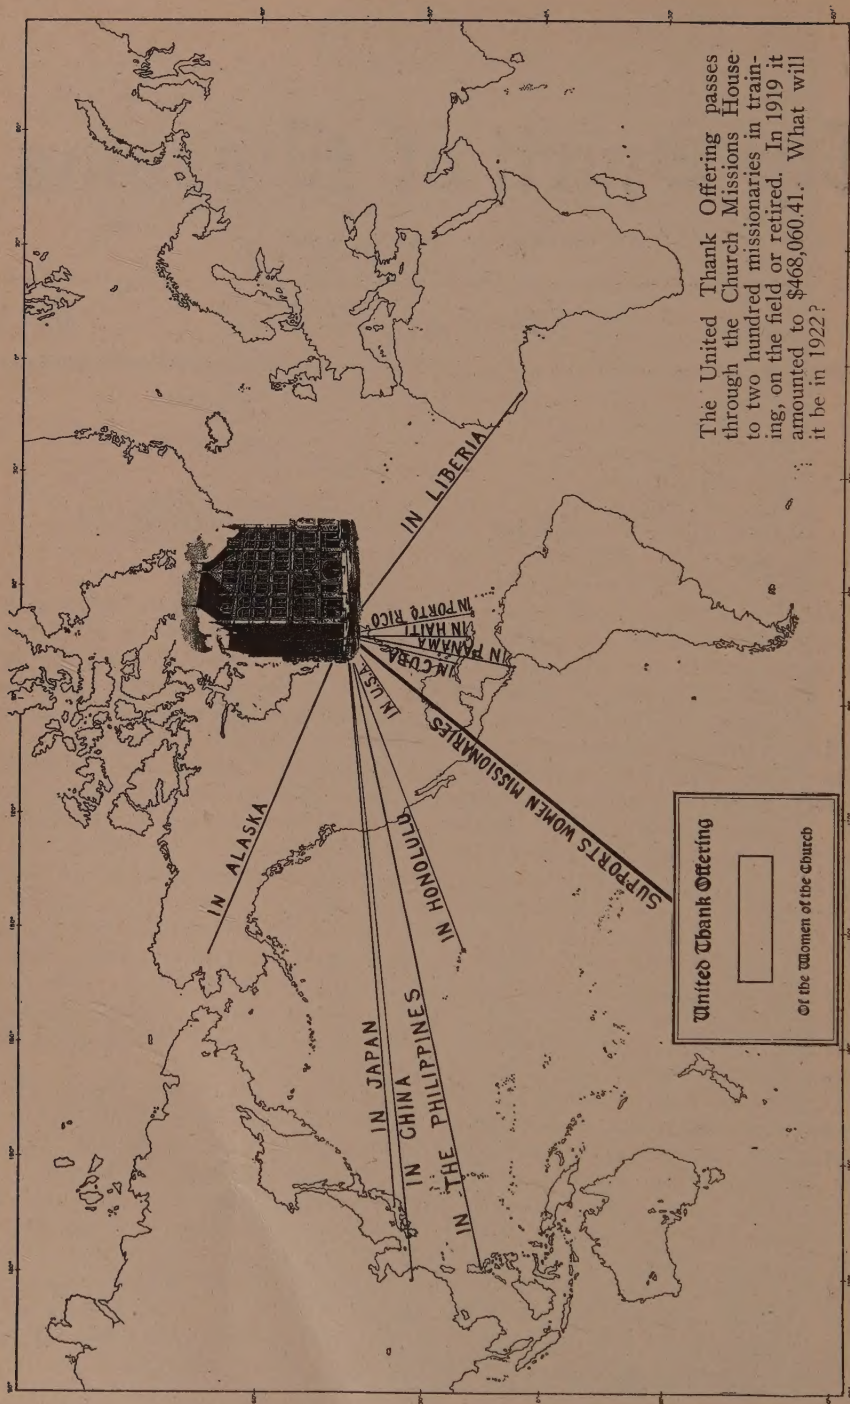 IN ALASKA
IN JAPAN
IN CHINA
IN THE PHILIPPINES
IN HONOLULU
IN U.S.A.
SUPPORTS WOMEN MISSIONARIES
IN CUBA
IN PANAMA
IN HAITI
IN PORTO RICO
IN LIBERIA
United Thank Offering
Of the Women of the Church
The United Thank Offering passes
through the Church Missions House
to two hundred missionaries in train-
ing, on the field or retired. In 1919 it
amounted to $468,060.41. What will
it be in 1922?